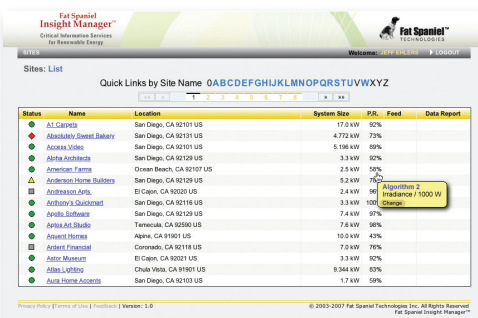 Fat Spaniel
Insight Manager™
Critical Information Services
for Renewable Energy
Fat Spaniel™
TECHNOLOGIES
SITES Welcome: JEFF EHLERS LOGOUT
Sites: List
Quick Links by Site Name 0ABCDEFGHIJKLMNOPQRSTUVWXYZ
<< < 1 2 3 4 5 6 7 8 > >>
Status Name Location System Size P.R. Feed Data Report
A1 Carpets San Diego, CA 92101 US 17.0 kW 92%
Absolutely Sweet Bakery San Diego, CA 92131 US 4.772 kW 73%
Access Video San Diego, CA 92101 US 5.196 kW 69%
Alpha Architects San Diego, CA 92129 US 3.3 kW 92%
American Farms Ocean Beach, CA 92107 US 2.5 kW 58%
Anderson Home Builders San Diego, CA 92129 US 5.2 kW
Andreason Apts. El Cajon, CA 92020 US 2.4 kW
Algorithm 2
Irradiance / 1000 W
Change
Anthony's Quickmart San Diego, CA 92116 US 3.3 kW 100%
Apollo Software San Diego, CA 92129 US 7.4 kW 97%
Aptos Art Studio Temecula, CA 92590 US 7.6 kW 98%
Aquent Homes Alpine, CA 91901 US 10.0 kW 43%
Ardent Financial Coronado, CA 92118 US 7.0 kW 76%
Astor Museum El Cajon, CA 92021 US 3.3 kW 92%
Atlas Lighting Chula Vista, CA 91901 US 9.344 kW 83%
Aura Home Accents San Diego, CA 92103 US 1.7 kW 59%
Privacy Policy | Terms of Use | Feedback | Version: 1.0 © 2003-2007 Fat Spaniel Technologies Inc. All Rights Reserved
Fat Spaniel Insight Manager™